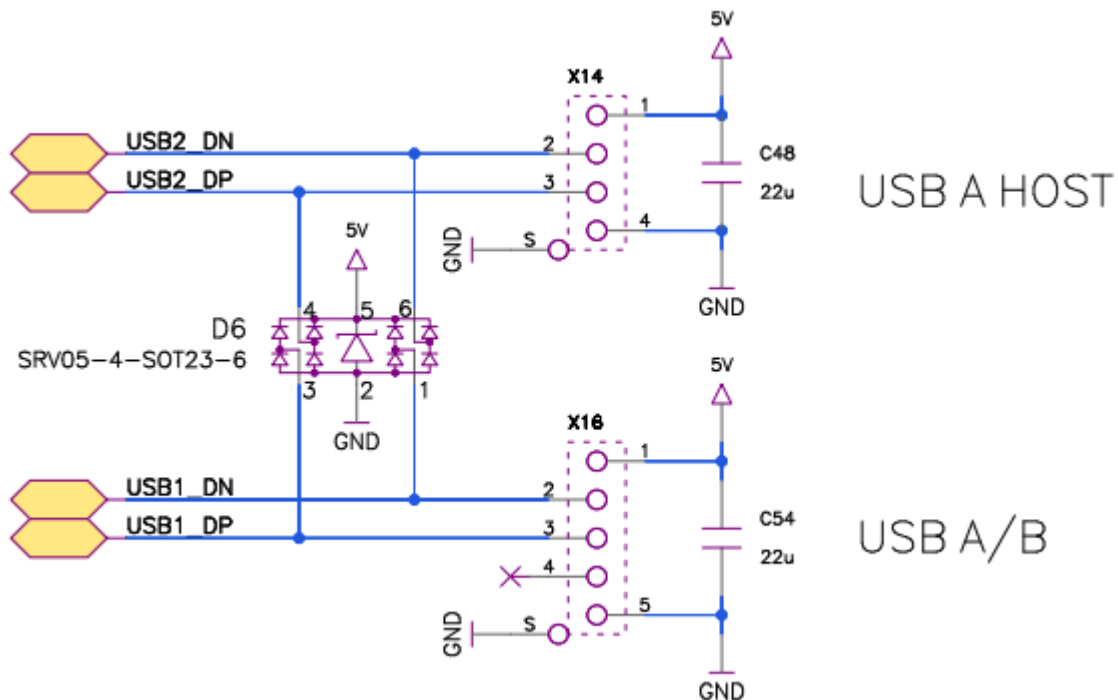 5V
X14
1
USB2_DN
2
C48
USB2_DP
3
22u
USB A HOST
4
GND
S
5V
GND
4
5
6
D6
SRV05-4-SOT23-6
3
2
1
5V
GND
X16
1
USB1_DN
2
USB1_DP
3
C54
USB A/B
22u
4
5
GND
S
GND